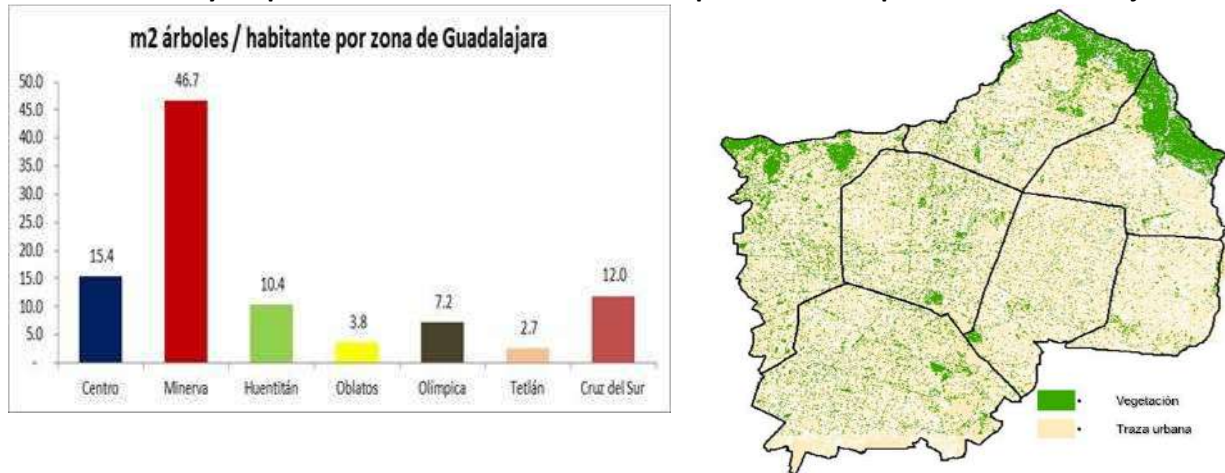 m2 árboles / habitante por zona de Guadalajara
50.0
45.0
40.0
35.0
30.0
25.0
20.0
15.0
10.0
5.0
-
15.4
46.7
10.4
3.8
7.2
2.7
12.0
Centro
Minerva
Huentitán
Oblatos
Olímpica
Tetlán
Cruz del Sur
Vegetación
Traza urbana